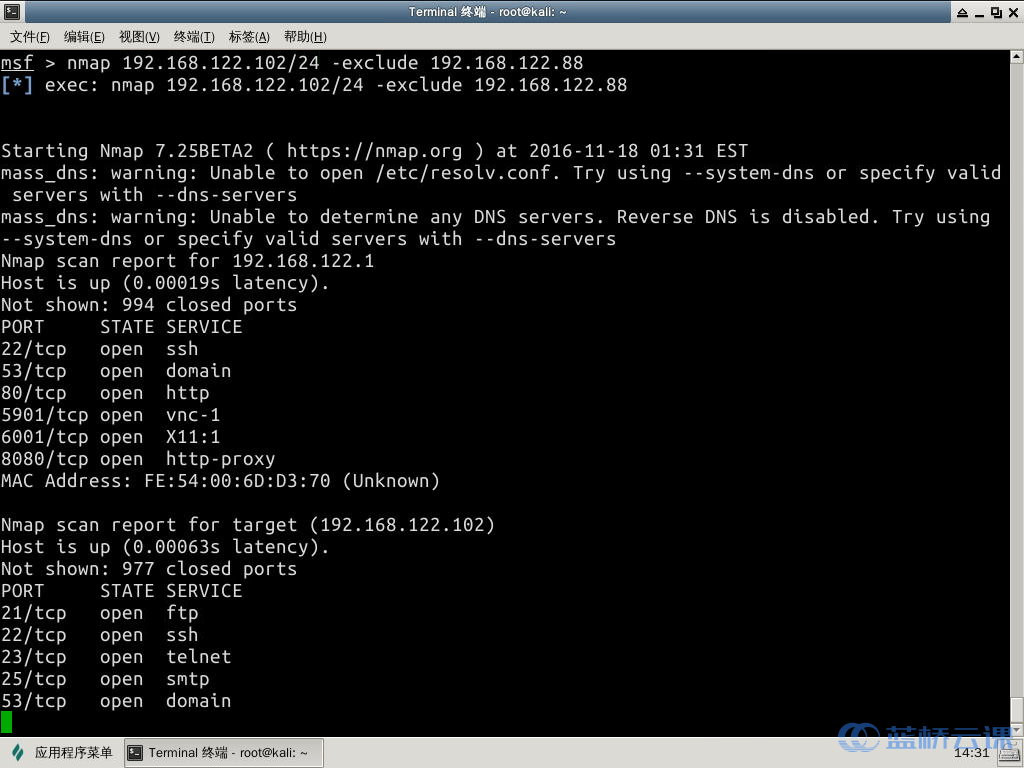 Terminal 终端 - root@kali: ~
文件(F) 编辑(E) 视图(V) 终端(T) 标签(A) 帮助(H)
msf > nmap 192.168.122.102/24 -exclude 192.168.122.88
[*] exec: nmap 192.168.122.102/24 -exclude 192.168.122.88
Starting Nmap 7.25BETA2 ( https://nmap.org ) at 2016-11-18 01:31 EST
mass_dns: warning: Unable to open /etc/resolv.conf. Try using --system-dns or specify valid
servers with --dns-servers
mass_dns: warning: Unable to determine any DNS servers. Reverse DNS is disabled. Try using
--system-dns or specify valid servers with --dns-servers
Nmap scan report for 192.168.122.1
Host is up (0.00019s latency).
Not shown: 994 closed ports
PORT STATE SERVICE
22/tcp open ssh
53/tcp open domain
80/tcp open http
5901/tcp open vnc-1
6001/tcp open X11:1
8080/tcp open http-proxy
MAC Address: FE:54:00:6D:D3:70 (Unknown)
Nmap scan report for target (192.168.122.102)
Host is up (0.00063s latency).
Not shown: 977 closed ports
PORT STATE SERVICE
21/tcp open ftp
22/tcp open ssh
23/tcp open telnet
25/tcp open smtp
53/tcp open domain
蓝桥云课
应用程序菜单 Terminal 终端 - root@kali: ~ 14:31